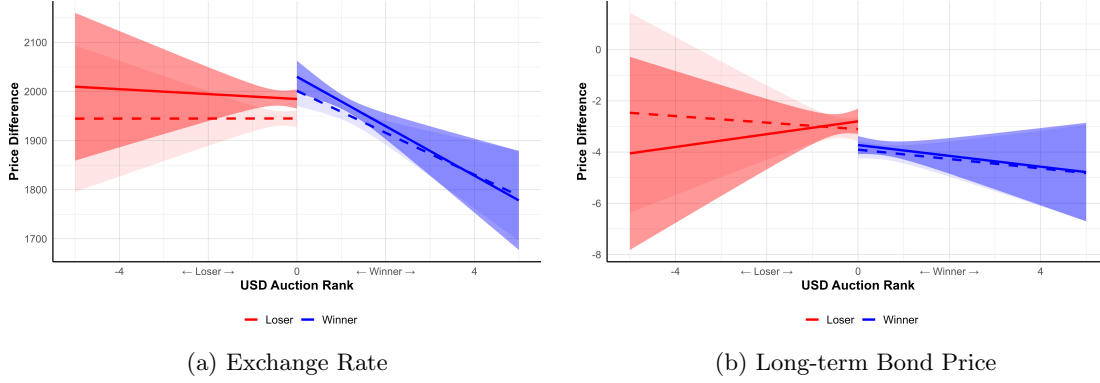 Price Difference
2100
2000
1900
1800
1700
-4
← Loser →
0
← Winner →
4
USD Auction Rank
Loser Winner
(a) Exchange Rate
Price Difference
0
-2
-4
-6
-8
-4
← Loser →
0
← Winner →
4
USD Auction Rank
Loser Winner
(b) Long-term Bond Price